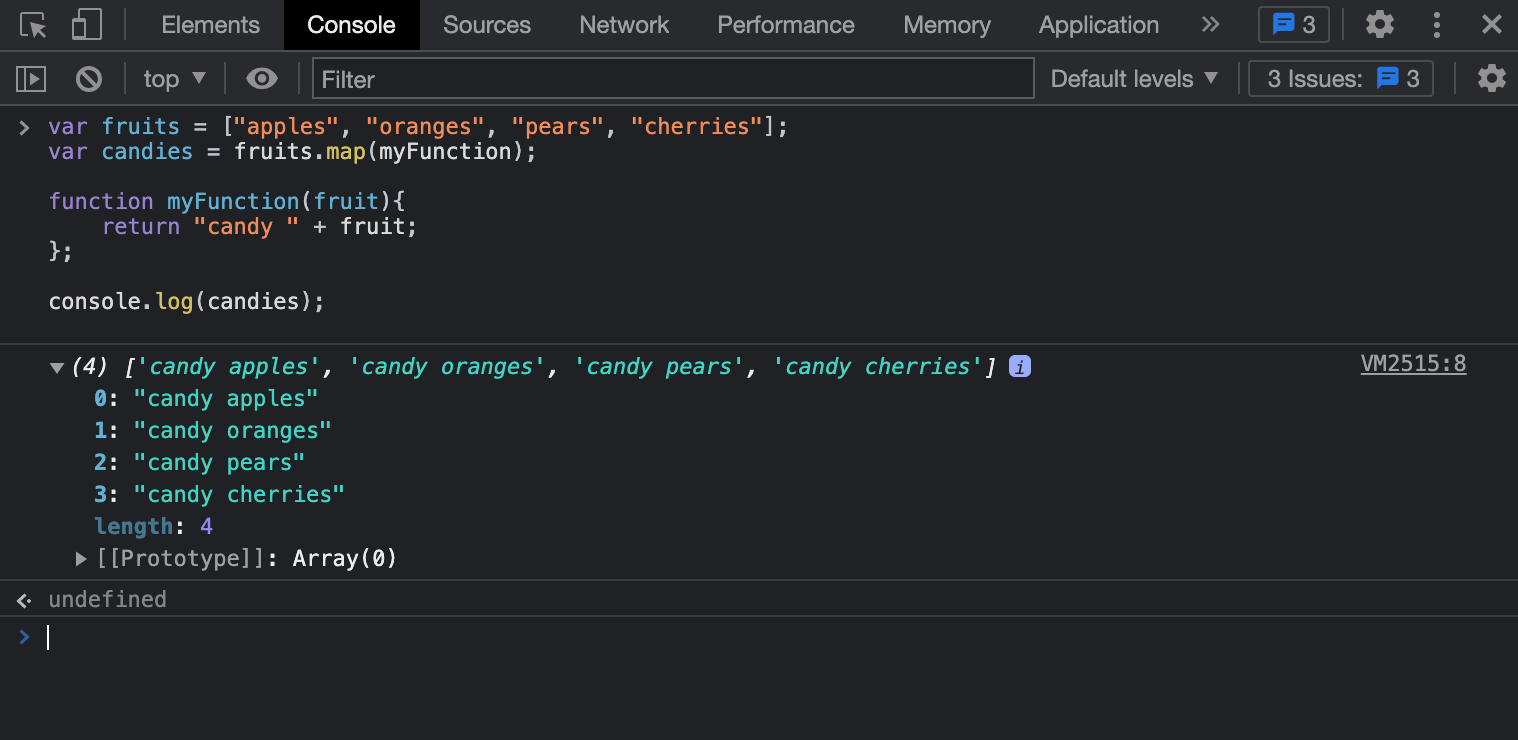 Elements Console Sources Network Performance Memory Application » 3
top ▼ Filter Default levels ▼ 3 Issues: 3
> var fruits = ["apples", "oranges", "pears", "cherries"];
var candies = fruits.map(myFunction);
function myFunction(fruit){
return "candy " + fruit;
};
console.log(candies);
▼(4) ['candy apples', 'candy oranges', 'candy pears', 'candy cherries'] i VM2515:8
0: "candy apples"
1: "candy oranges"
2: "candy pears"
3: "candy cherries"
length: 4
▶[[Prototype]]: Array(0)
undefined
>